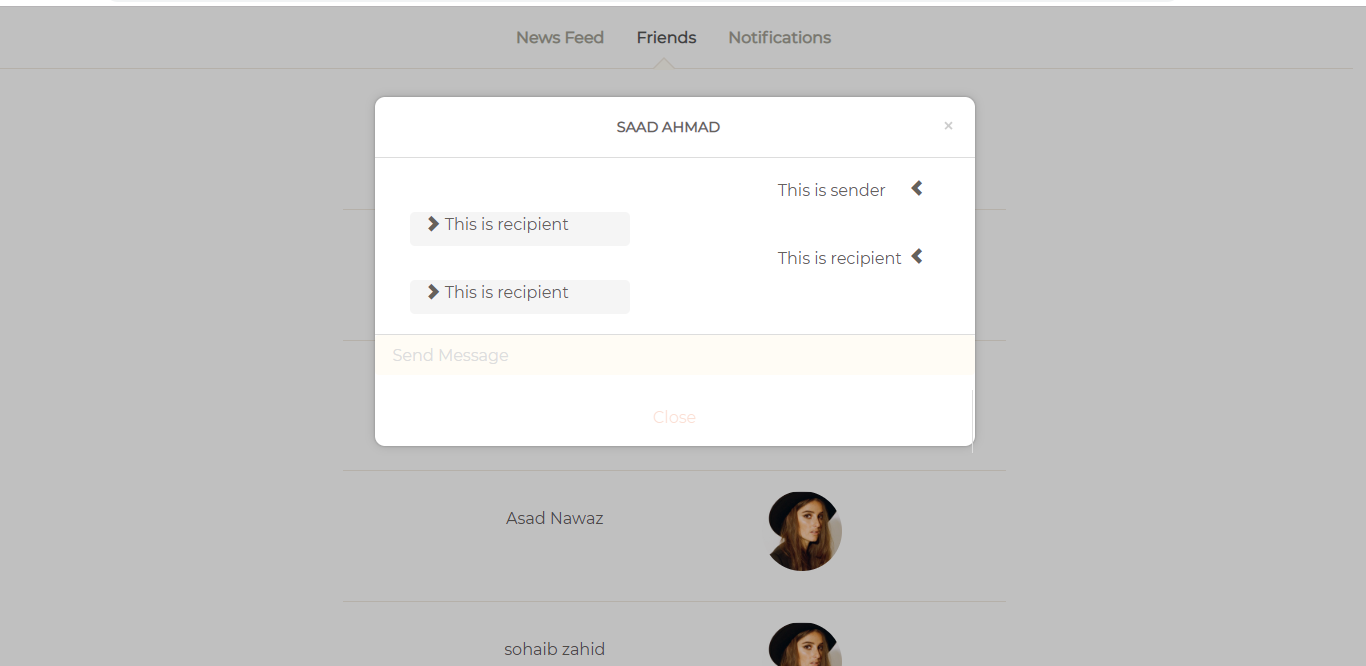 News Feed Friends Notifications
SAAD AHMAD ×
This is sender
This is recipient
This is recipient
This is recipient
Send Message
Close
Asad Nawaz
sohaib zahid